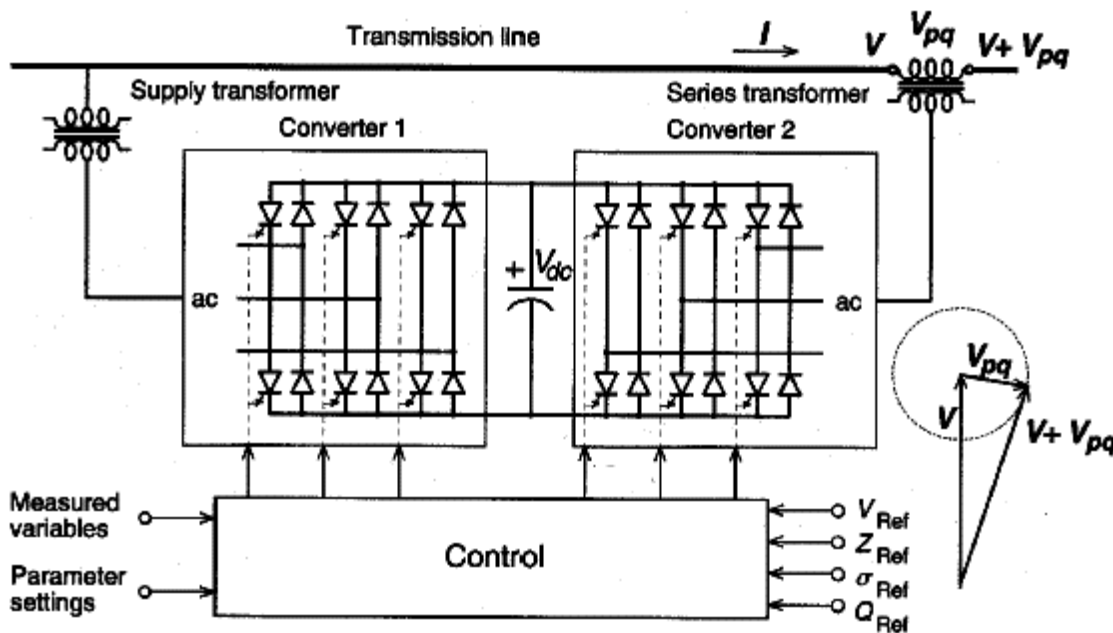 Transmission line
I
V
Vpq
V+ Vpq
Supply transformer
Series transformer
Converter 1
Converter 2
ac
+ Vdc
ac
Vpq
V
V+ Vpq
Measured
variables
Parameter
settings
Control
VRef
ZRef
σRef
QRef